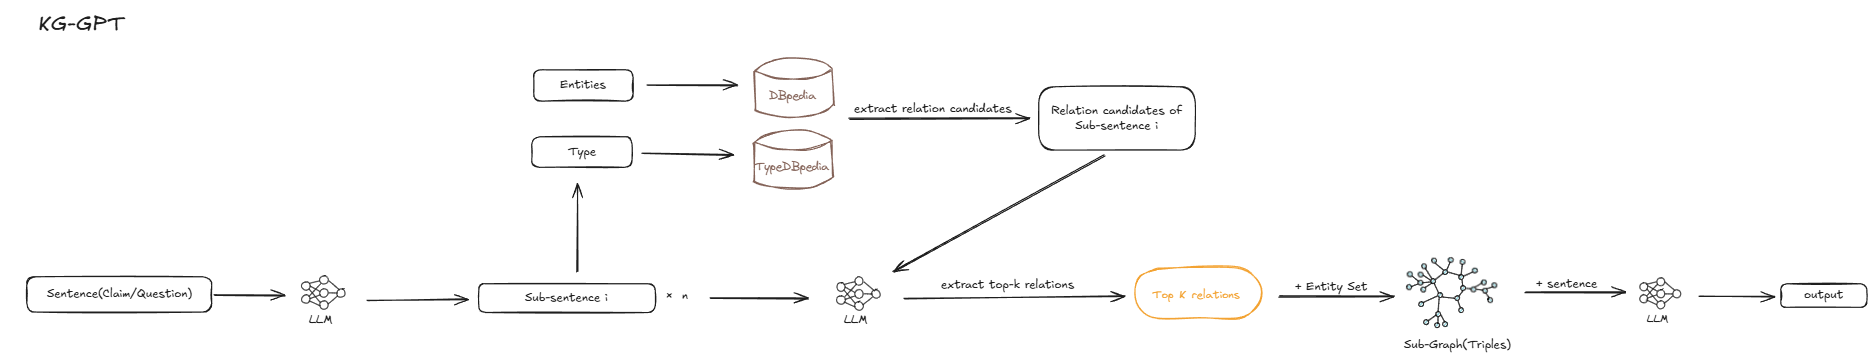 KG-GPT
Entities
DBpedia
extract relation candidates
Relation candidates of
Sub-sentence i
Type
TypeDBpedia
Sentence(Claim/Question)
LLM
Sub-sentence i
× n
LLM
extract top-k relations
Top K relations
+ Entity Set
Sub-Graph(Triples)
+ sentence
LLM
output